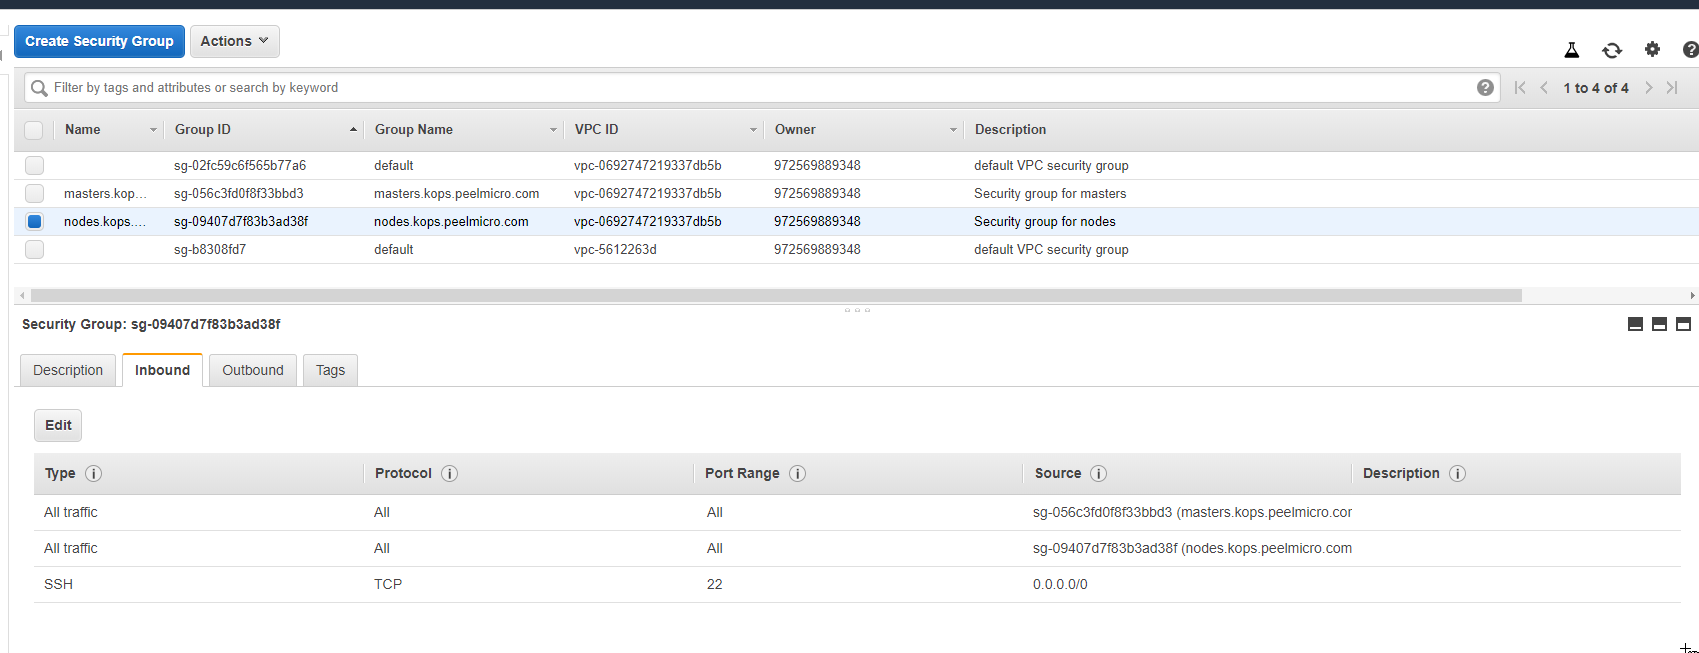 Create Security Group Actions
Filter by tags and attributes or search by keyword 1 to 4 of 4
Name Group ID Group Name VPC ID Owner Description
sg-02fc59c6f565b77a6 default vpc-0692747219337db5b 972569889348 default VPC security group
masters.kop... sg-056c3fd0f8f33bbd3 masters.kops.peelmicro.com vpc-0692747219337db5b 972569889348 Security group for masters
nodes.kops.... sg-09407d7f83b3ad38f nodes.kops.peelmicro.com vpc-0692747219337db5b 972569889348 Security group for nodes
sg-b8308fd7 default vpc-5612263d 972569889348 default VPC security group
Security Group: sg-09407d7f83b3ad38f
Description Inbound Outbound Tags
Edit
Type Protocol Port Range Source Description
All traffic All All sg-056c3fd0f8f33bbd3 (masters.kops.peelmicro.cor
All traffic All All sg-09407d7f83b3ad38f (nodes.kops.peelmicro.com
SSH TCP 22 0.0.0.0/0